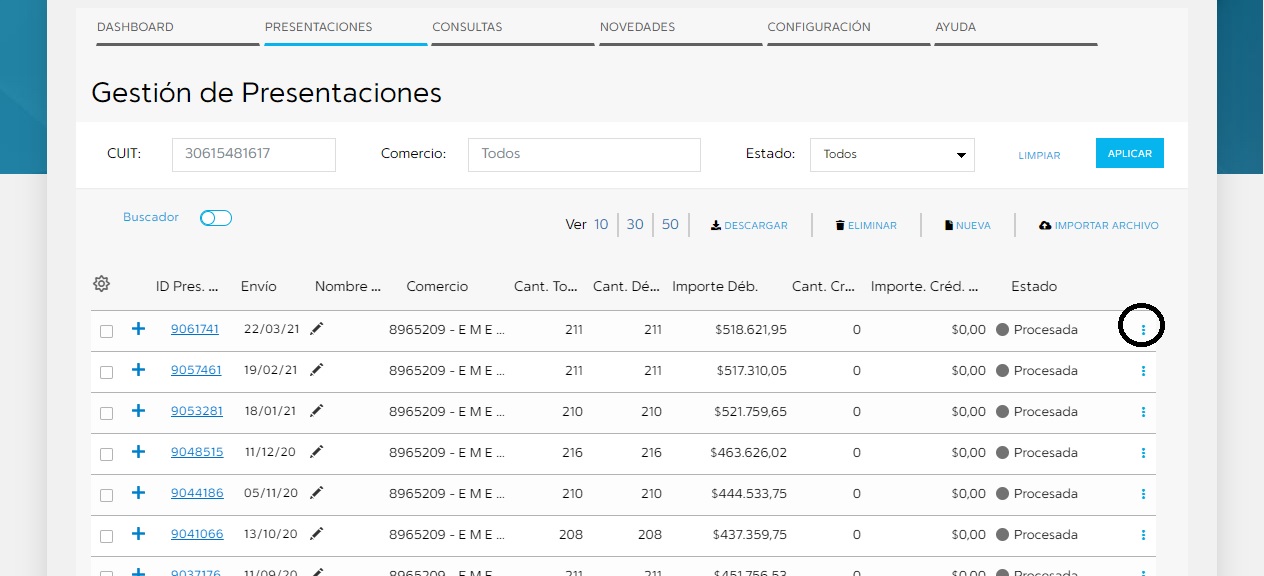 DASHBOARD PRESENTACIONES CONSULTAS NOVEDADES CONFIGURACIÓN AYUDA
Gestión de Presentaciones
CUIT: 30615481617 Comercio: Todos Estado: Todos LIMPIAR APLICAR
Buscador Ver 10 30 50 DESCARGAR ELIMINAR NUEVA IMPORTAR ARCHIVO
ID Pres. ... Envío Nombre ... Comercio Cant. To... Cant. Dé... Importe Déb. Cant. Cr... Importe. Créd. ... Estado
9061741 22/03/21 8965209 - E M E ... 211 211 $518.621,95 0 $0,00 Procesada
9057461 19/02/21 8965209 - E M E ... 211 211 $517.310,05 0 $0,00 Procesada
9053281 18/01/21 8965209 - E M E ... 210 210 $521.759,65 0 $0,00 Procesada
9048515 11/12/20 8965209 - E M E ... 216 216 $463.626,02 0 $0,00 Procesada
9044186 05/11/20 8965209 - E M E ... 210 210 $444.533,75 0 $0,00 Procesada
9041066 13/10/20 8965209 - E M E ... 208 208 $437.359,75 0 $0,00 Procesada
9037176 11/09/20 8965209 - E M E ... 211 211 $451.756,53 0 $0,00 Procesada